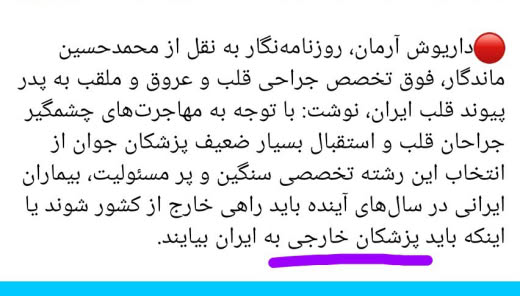 🔴داریوش آرمان، روزنامه‌نگار به نقل از محمدحسین
ماندگار، فوق تخصص جراحی قلب و عروق و ملقب به پدر
پیوند قلب ایران، نوشت: با توجه به مهاجرت‌های چشمگیر
جراحان قلب و استقبال بسیار ضعیف پزشکان جوان از
انتخاب این رشته تخصصی سنگین و پر مسئولیت، بیماران
ایرانی در سال‌های آینده باید راهی خارج از کشور شوند یا
اینکه باید پزشکان خارجی به ایران بیایند.